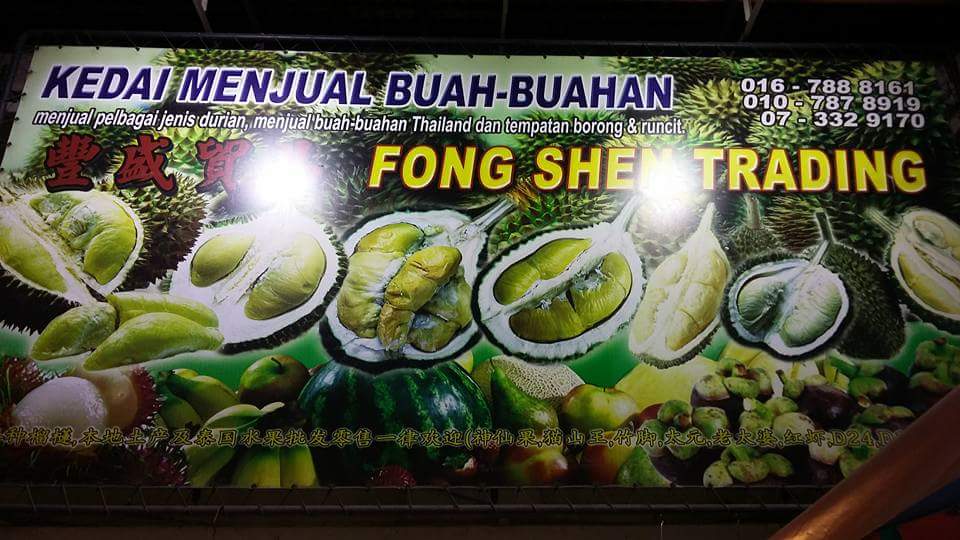 KEDAI MENJUAL BUAH-BUAHAN
016 - 788 8161
010 - 787 8919
07 - 332 9170
menjual pelbagai jenis durian, menjual buah-buahan Thailand dan tempatan borong & runcit.
豐盛貿
FONG SHEN TRADING
种榴梿,本地土产及泰国水果批发零售一律欢迎(神仙果,猫山王,竹脚,太元,老太婆,红虾,D24,D